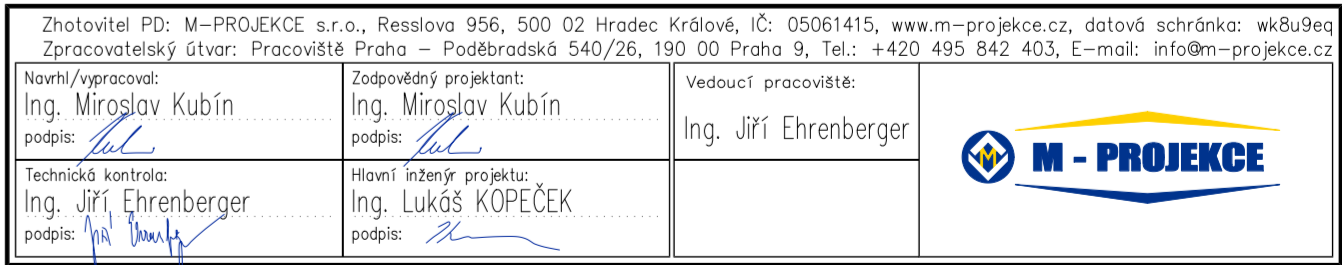 Zhotovitel PD: M-PROJEKCE s.r.o., Resslova 956, 500 02 Hradec Králové, IČ: 05061415, www.m-projekce.cz, datová schránka: wk8u9eq
Zpracovatelský útvar: Pracoviště Praha - Poděbradská 540/26, 190 00 Praha 9, Tel.: +420 495 842 403, E-mail: info@m-projekce.cz
Navrhl/vypracoval:
Ing. Miroslav Kubín
podpis:
Zodpovědný projektant:
Ing. Miroslav Kubín
podpis:
Vedoucí pracoviště:
Ing. Jiří Ehrenberger
Technická kontrola:
Ing. Jiří Ehrenberger
podpis:
Hlavní inženýr projektu:
Ing. Lukáš KOPEČEK
podpis:
M - PROJEKCE